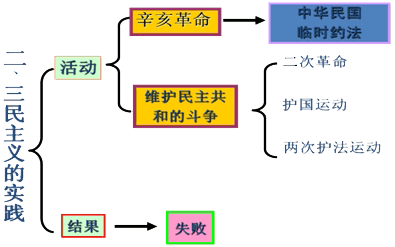 二、三民主义的实践
活动
辛亥革命
中华民国
临时约法
维护民主共
和的斗争
二次革命
护国运动
两次护法运动
结果
失败